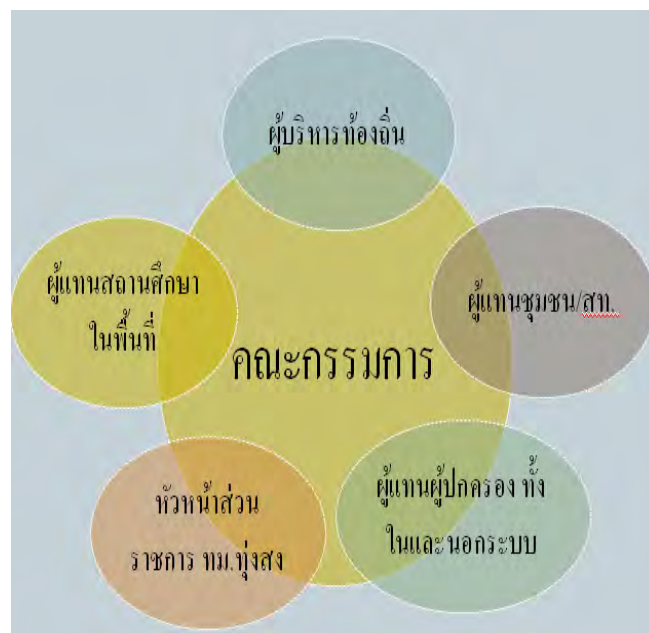 ผู้บริหารท้องถิ่น
ผู้แทนสถานศึกษา
ในพื้นที่
ผู้แทนชุมชน/สท.
คณะกรรมการ
หัวหน้าส่วน
ราชการ ทม.ทุ่งสง
ผู้แทนผู้ปกครอง ทั้ง
ในและนอกระบบ